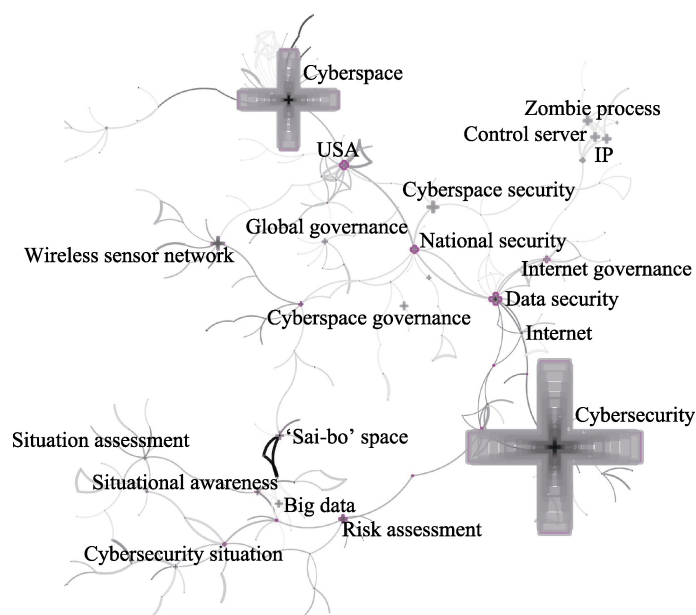 Cyberspace
Zombie process
Control server
IP
USA
Cyberspace security
Global governance
National security
Wireless sensor network
Internet governance
Data security
Cyberspace governance
Internet
Cybersecurity
'Sai-bo' space
Situation assessment
Situational awareness
Big data
Risk assessment
Cybersecurity situation